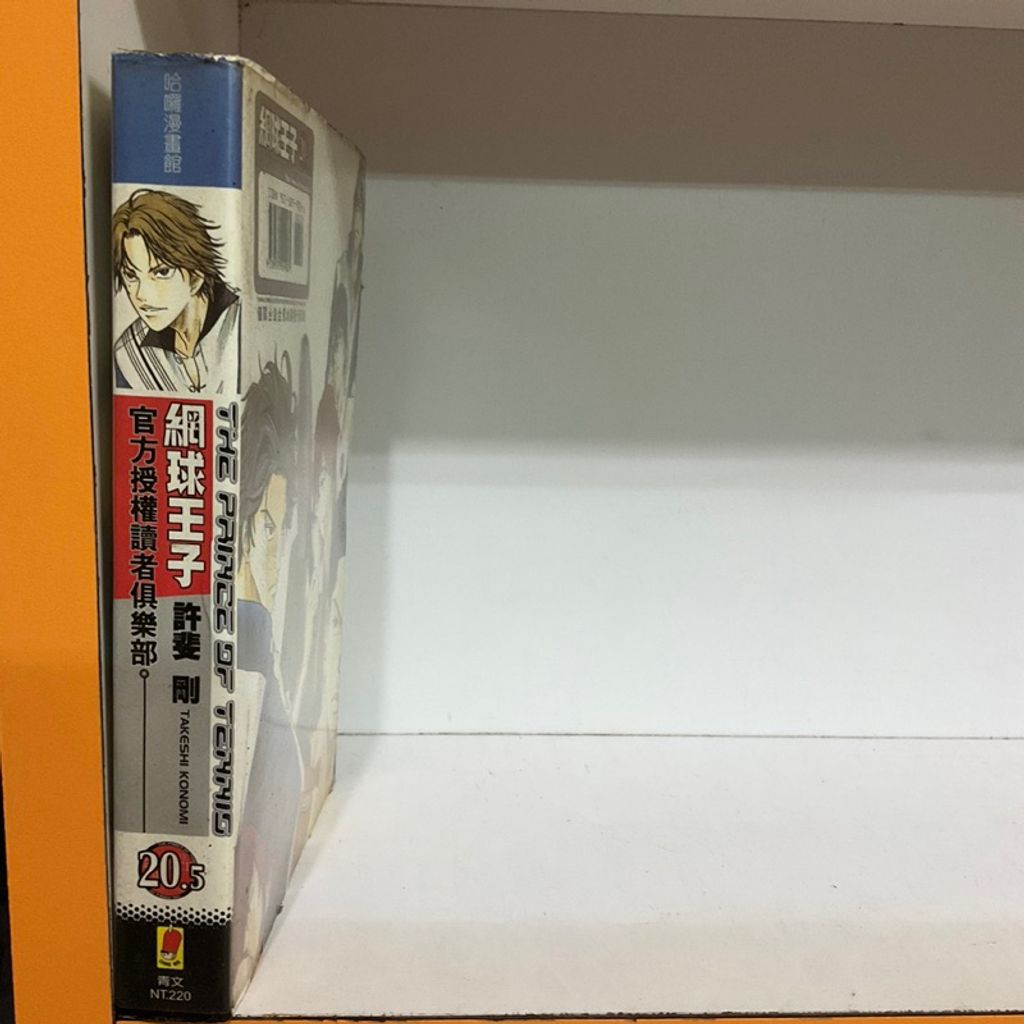 哈囉漫畫館
網球王子
官方授權讀者俱樂部。
THE PRINCE OF TENNIS
許斐 剛
TAKESHI KONOMI
20.5
青文
NT.220
網球王子
ISBN